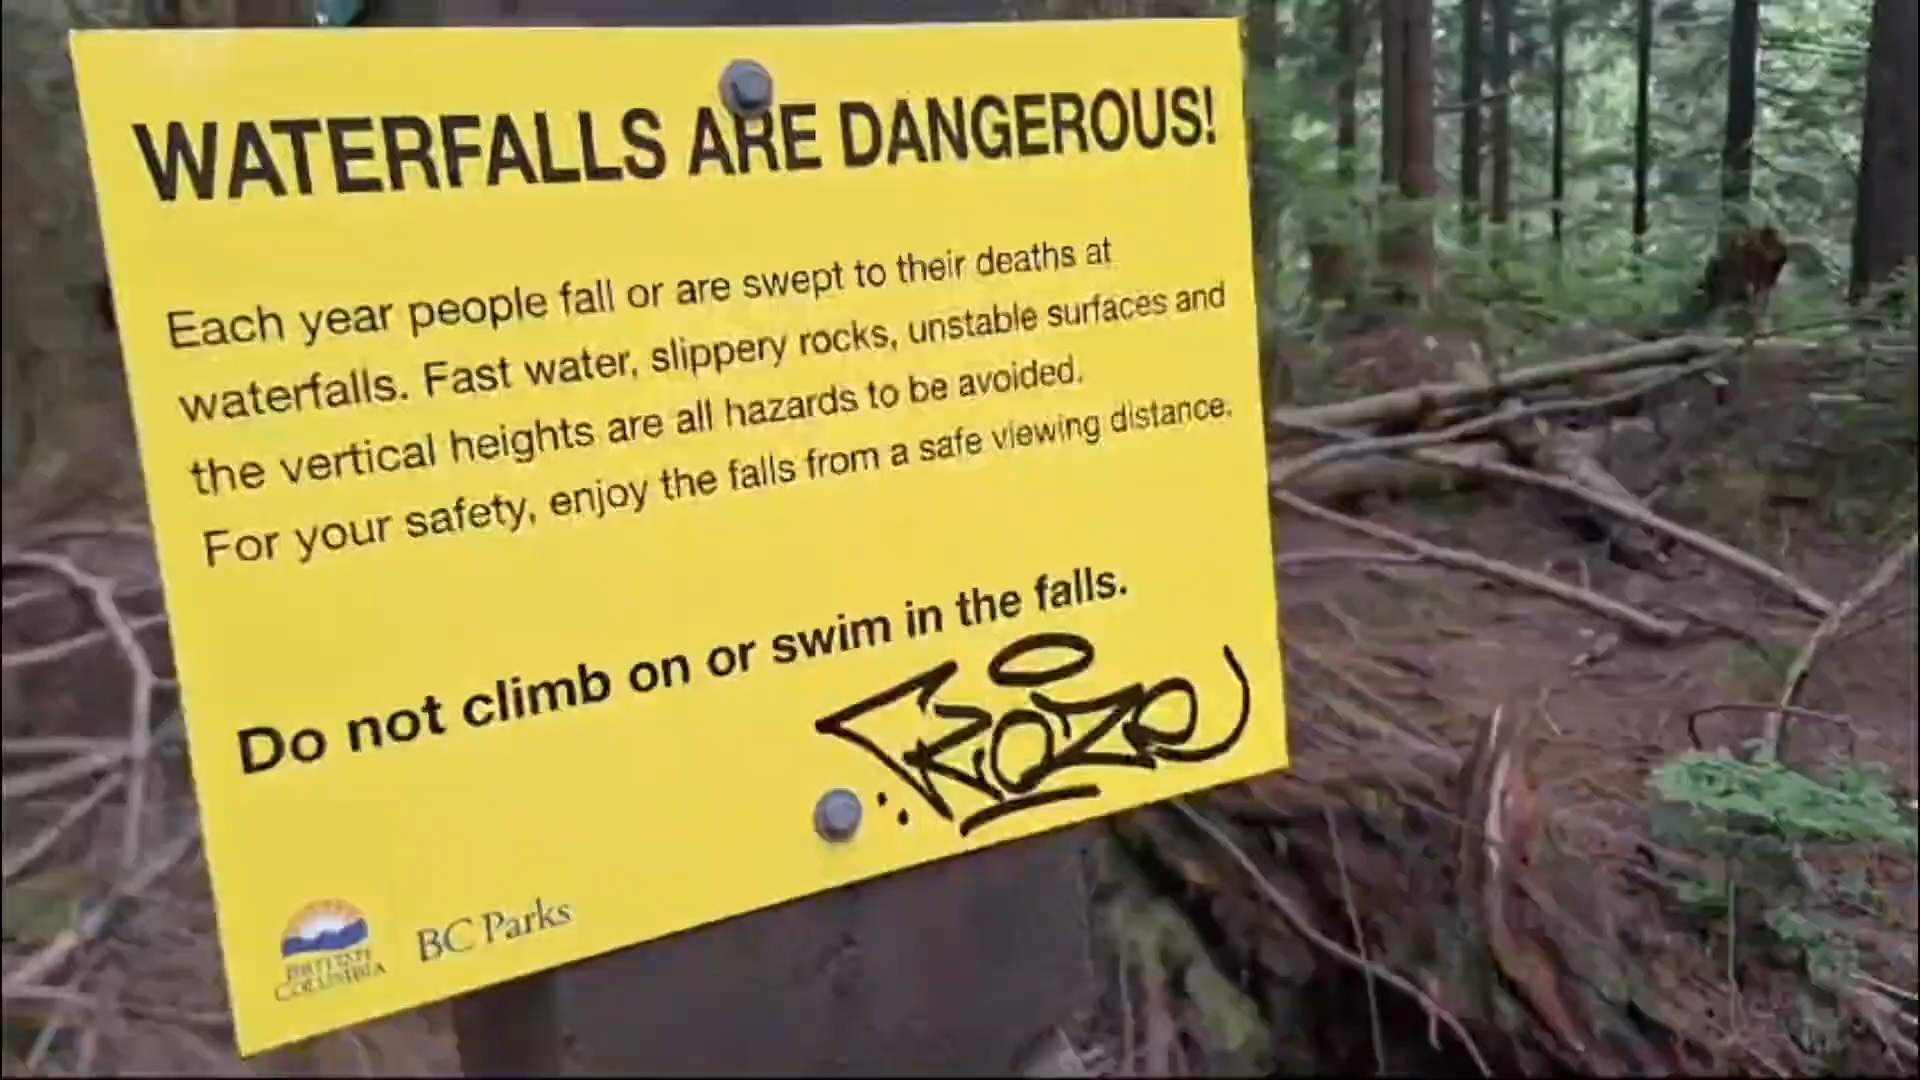 WATERFALLS ARE DANGEROUS!
Each year people fall or are swept to their deaths at
waterfalls. Fast water, slippery rocks, unstable surfaces and
the vertical heights are all hazards to be avoided.
For your safety, enjoy the falls from a safe viewing distance.
Do not climb on or swim in the falls.
BRITISH
COLUMBIA
BC Parks